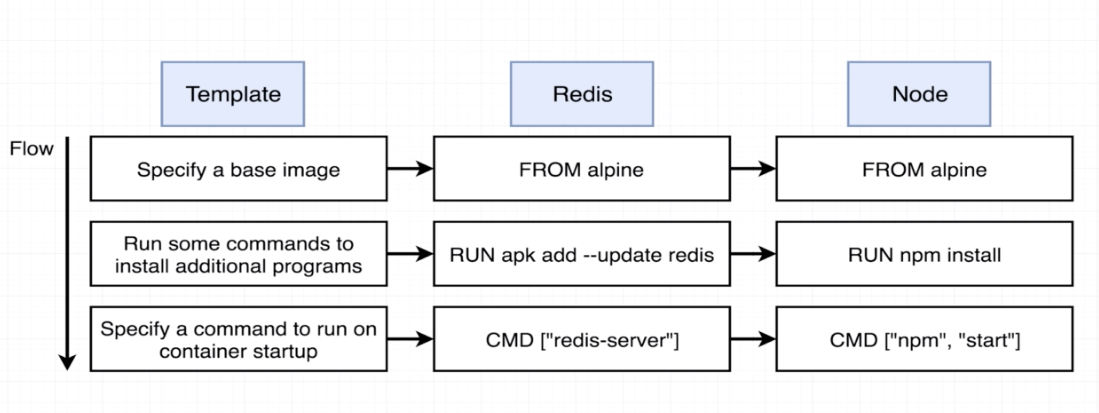 Template
Redis
Node
Flow
Specify a base image
FROM alpine
FROM alpine
Run some commands to
install additional programs
RUN apk add --update redis
RUN npm install
Specify a command to run on
container startup
CMD ["redis-server"]
CMD ["npm", "start"]